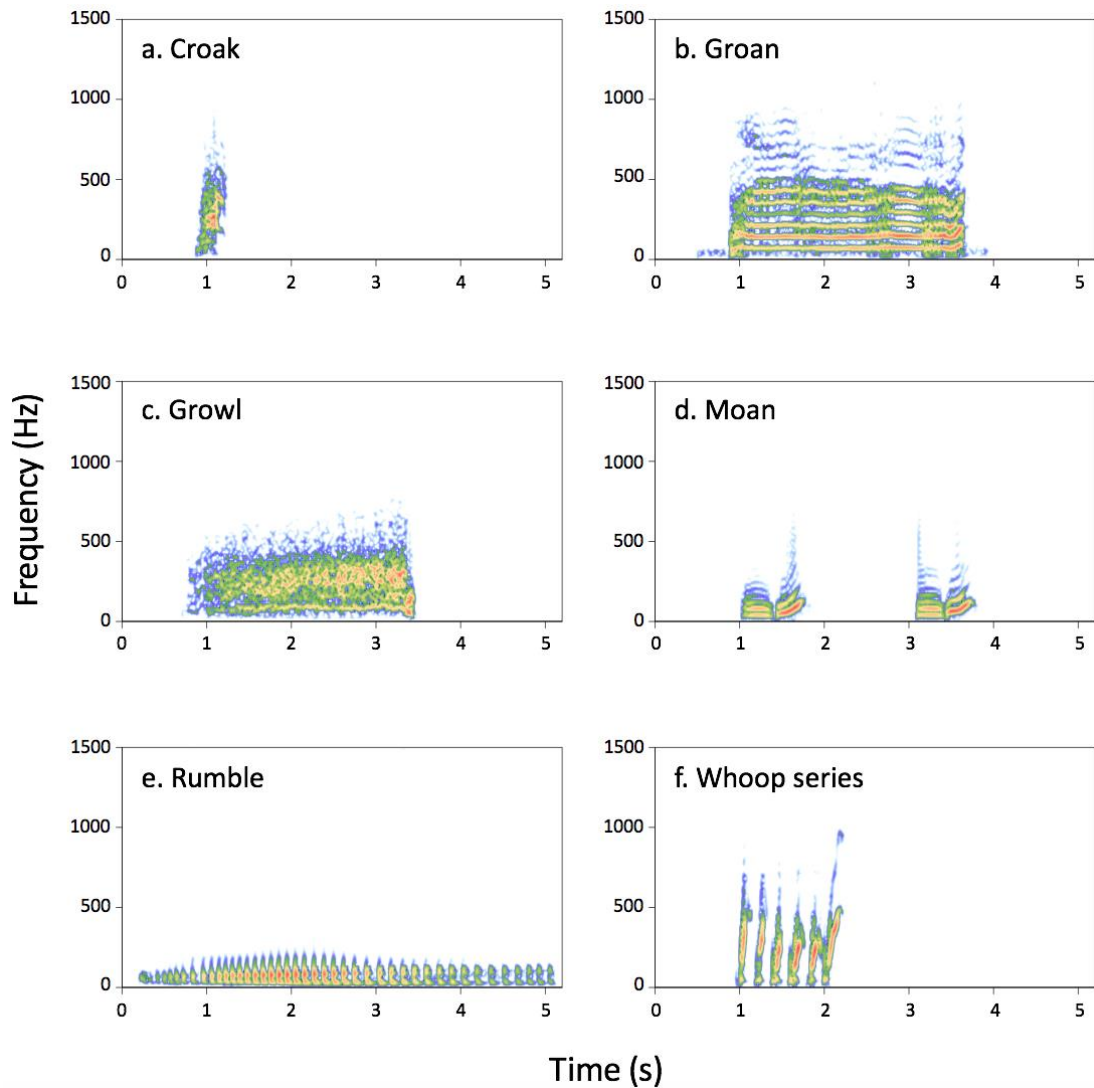 a. Croak
1500
1000
500
0
0 1 2 3 4 5
b. Groan
1500
1000
500
0
0 1 2 3 4 5
c. Growl
1500
1000
500
0
0 1 2 3 4 5
d. Moan
1500
1000
500
0
0 1 2 3 4 5
e. Rumble
1500
1000
500
0
0 1 2 3 4 5
f. Whoop series
1500
1000
500
0
0 1 2 3 4 5
Frequency (Hz)
Time (s)